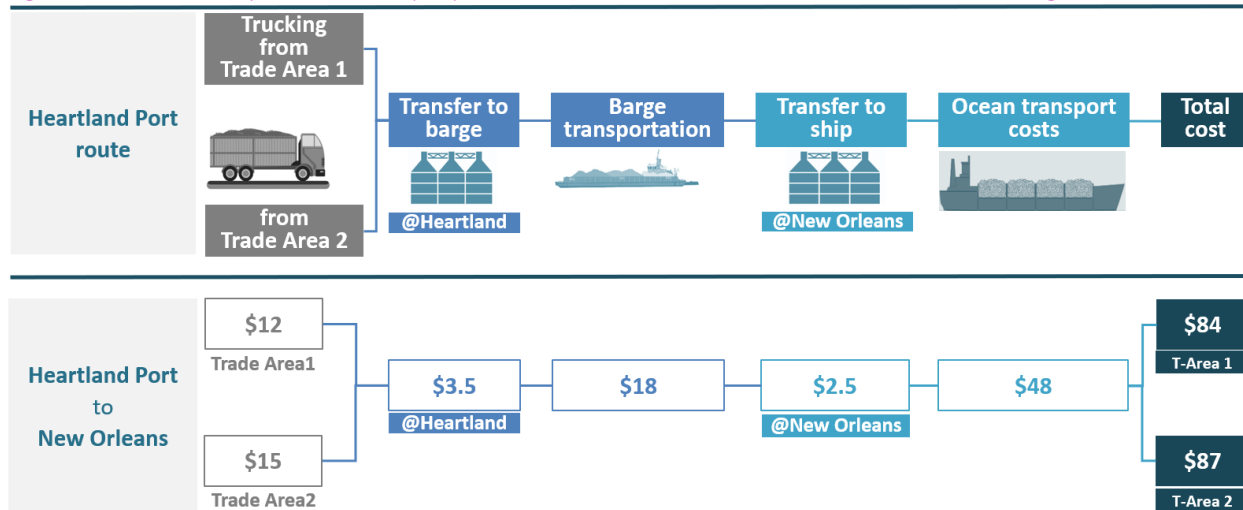 Trucking
from
Trade Area 1
Heartland Port
route
Transfer to
barge
Barge
transportation
Transfer to
ship
Ocean transport
costs
Total
cost
@Heartland
@New Orleans
from
Trade Area 2
Heartland Port
to
New Orleans
$12
Trade Area1
$15
Trade Area2
$3.5
@Heartland
$18
$2.5
@New Orleans
$48
$84
T-Area 1
$87
T-Area 2